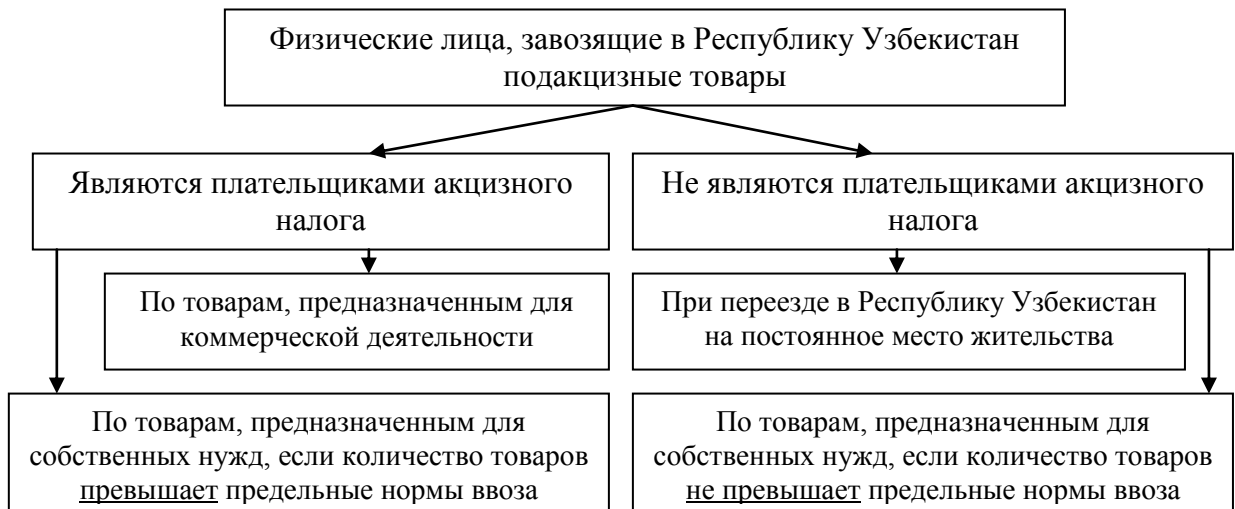 Физические лица, завозящие в Республику Узбекистан
подакцизные товары
Являются плательщиками акцизного
налога
Не являются плательщиками акцизного
налога
По товарам, предназначенным для
коммерческой деятельности
При переезде в Республику Узбекистан
на постоянное место жительства
По товарам, предназначенным для
собственных нужд, если количество товаров
превышает предельные нормы ввоза
По товарам, предназначенным для
собственных нужд, если количество товаров
не превышает предельные нормы ввоза